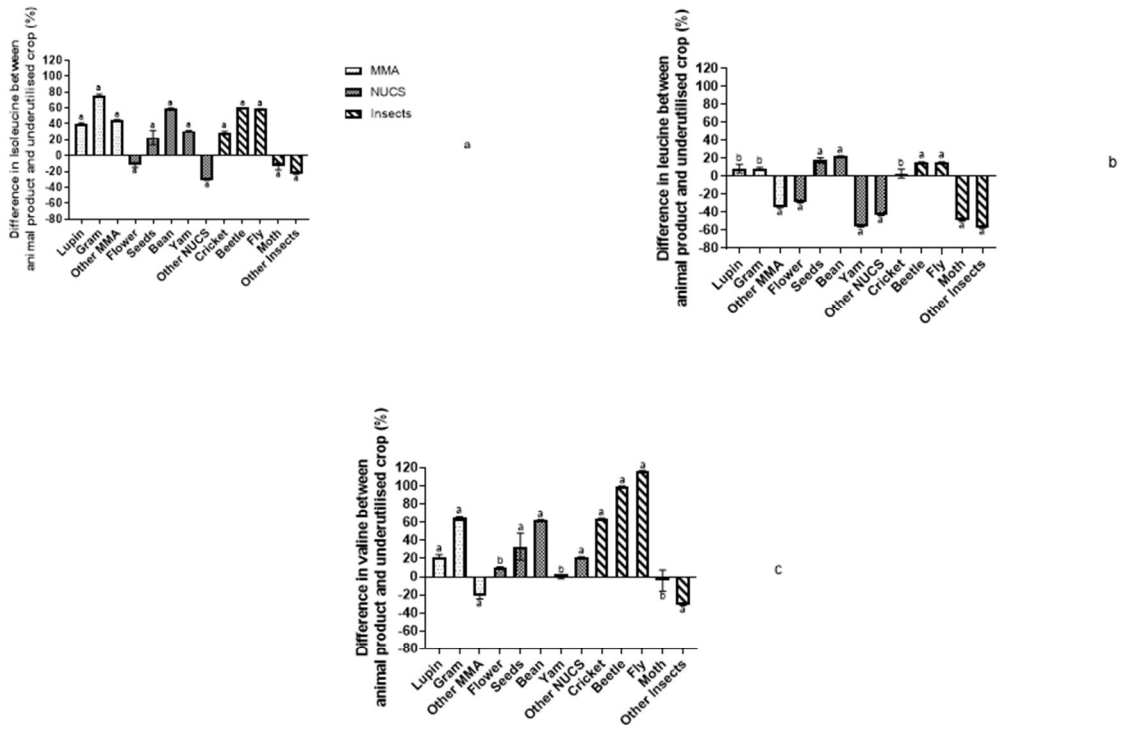 Difference in Isoleucine between
animal product and underutilised crop (%)
120
100
80
60
40
20
0
-20
-40
-60
-80
a
a
a
a
a
a
a
a
a
a
a
a
a
Lupin
Gram
Other MMA
Flower
Seeds
Bean
Yam
Other NUCS
Cricket
Beetle
Fly
Moth
Other Insects
MMA
NUCS
Insects
a
Difference in leucine between
animal product and underutilised crop (%)
120
100
80
60
40
20
0
-20
-40
-60
-80
b
b
a
a
a
a
a
a
b
a
a
a
a
Lupin
Gram
Other MMA
Flower
Seeds
Bean
Yam
Other NUCS
Cricket
Beetle
Fly
Moth
Other Insects
b
Difference in valine between
animal product and underutilised crop (%)
120
100
80
60
40
20
0
-20
-40
-60
-80
a
a
a
b
a
a
b
a
a
a
a
b
a
Lupin
Gram
Other MMA
Flower
Seeds
Bean
Yam
Other NUCS
Cricket
Beetle
Fly
Moth
Other Insects
c